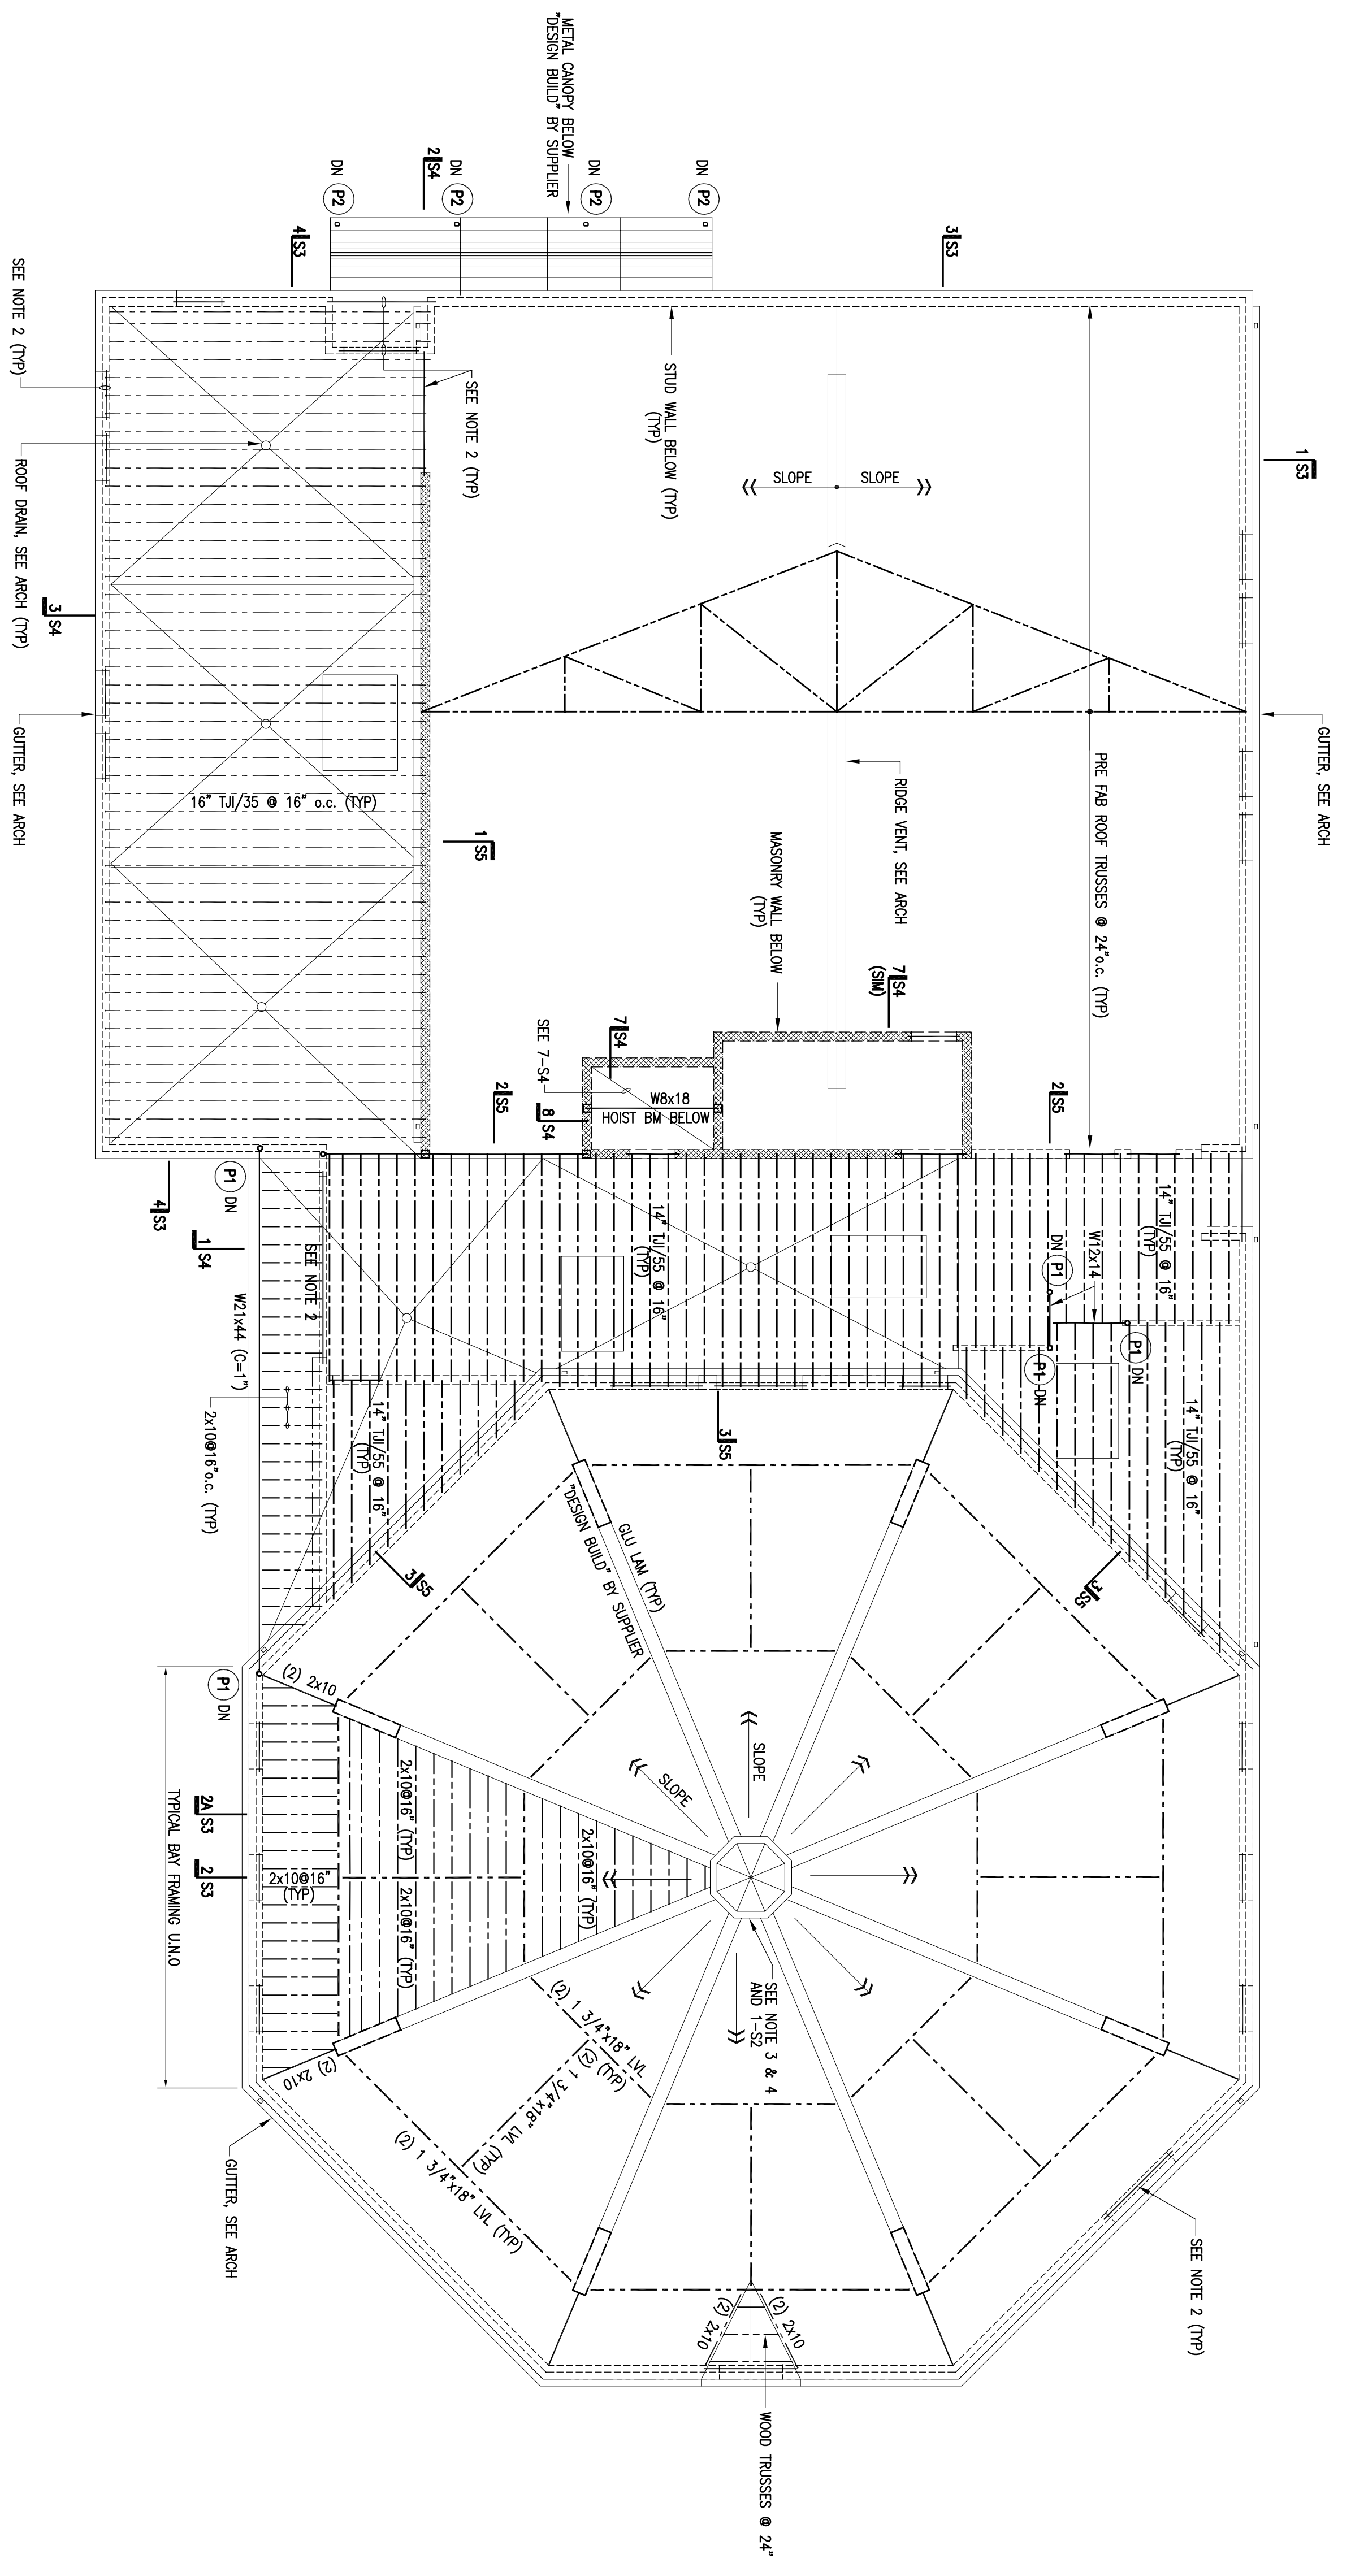 METAL CANOPY BELOW
"DESIGN BUILD" BY SUPPLIER
DN P2
DN P2
DN P2
DN P2
2 S4
4 S3
3 S3
1 S3
SEE NOTE 2 (TYP)
ROOF DRAIN, SEE ARCH (TYP)
3 S4
GUTTER, SEE ARCH
SEE NOTE 2 (TYP)
STUD WALL BELOW (TYP)
(TYP)
SLOPE
SLOPE
PRE FAB ROOF TRUSSES @ 24"o.c. (TYP)
GUTTER, SEE ARCH
RIDGE VENT, SEE ARCH
MASONRY WALL BELOW
(TYP)
16" TJI/35 @ 16" o.c. (TYP)
1 S5
7 S4
(SIM)
7 S4
SEE 7-S4
W8x18
HOIST BM BELOW
8 S4
2 S5
2 S5
P1 DN
4 S3
1 S4
SEE NOTE 2
W21x44 (C=1")
2x10@16"o.c. (TYP)
14" TJI/55 @ 16"
(TYP)
14" TJI/55 @ 16"
(TYP)
14" TJI/55 @ 16"
(TYP)
14" TJI/55 @ 16"
(TYP)
W12x14
DN P1
P1 DN
P1 DN
3 S5
3 S5
3 S5
GLU LAM (TYP)
"DESIGN BUILD" BY SUPPLIER
P1 DN
(2) 2x10
2x10@16" (TYP)
2x10@16" (TYP)
2x10@16" (TYP)
2x10@16"
(TYP)
2A S3
2 S3
TYPICAL BAY FRAMING U.N.O
SLOPE
SLOPE
SEE NOTE 3 & 4
AND 1-S2
(2) 2x10
(2) 1 3/4"x18" LVL
(TYP)
(2) 1 3/4"x18" LVL (TYP)
(2) 1 3/4"x18" LVL (TYP)
GUTTER, SEE ARCH
SEE NOTE 2 (TYP)
(2) 2x10
(2) 2x10
WOOD TRUSSES @ 24"